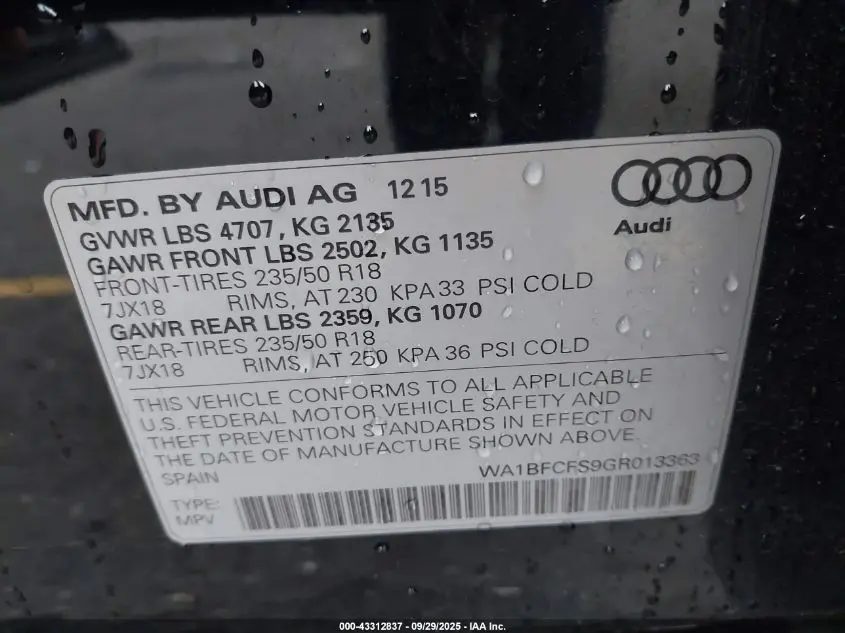 MFD. BY AUDI AG 12 15
Audi
GVWR LBS 4707, KG 2135
GAWR FRONT LBS 2502, KG 1135
FRONT-TIRES 235/50 R18
7JX18 RIMS, AT 230 KPA 33 PSI COLD
GAWR REAR LBS 2359, KG 1070
REAR-TIRES 235/50 R18
7JX18 RIMS, AT 250 KPA 36 PSI COLD
THIS VEHICLE CONFORMS TO ALL APPLICABLE
U.S. FEDERAL MOTOR VEHICLE SAFETY AND
THEFT PREVENTION STANDARDS IN EFFECT ON
THE DATE OF MANUFACTURE SHOWN ABOVE.
SPAIN WA1BFCFS9GR013363
TYPE:
MPV
000-43312837 - 09/29/2025 - IAA Inc.